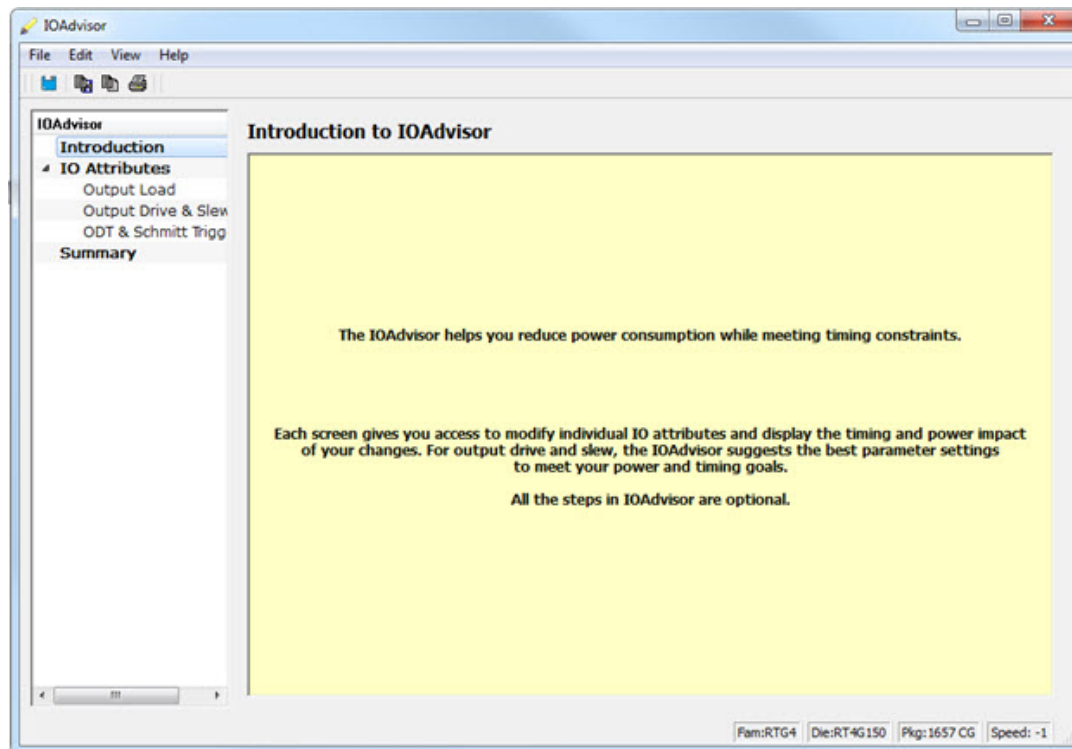 IOAdvisor
File Edit View Help
IOAdvisor
Introduction
IO Attributes
Output Load
Output Drive & Slew
ODT & Schmitt Trigg
Summary
Introduction to IOAdvisor
The IOAdvisor helps you reduce power consumption while meeting timing constraints.
Each screen gives you access to modify individual IO attributes and display the timing and power impact
of your changes. For output drive and slew, the IOAdvisor suggests the best parameter settings
to meet your power and timing goals.
All the steps in IOAdvisor are optional.
Fam:RTG4 Die:RT4G150 Pkg:1657 CG Speed: -1